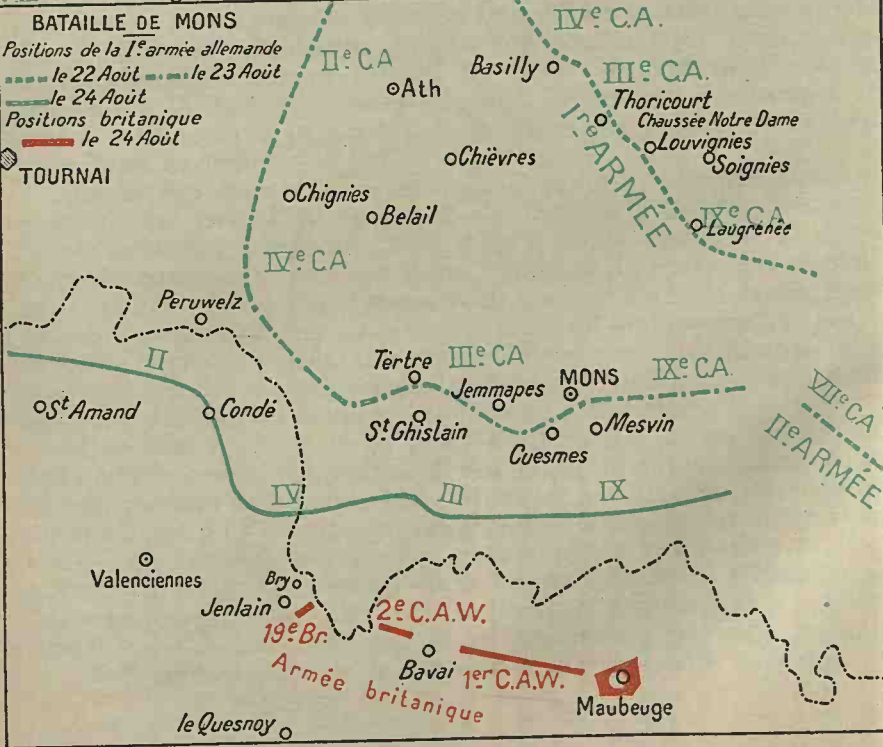 BATAILLE DE MONS
Positions de la Iᵉ armée allemande
le 22 Août le 23 Août
le 24 Août
Positions britanique
le 24 Août
TOURNAI
IIᵉ C.A
Ath
IVᵉ C.A.
Basilly
IIIᵉ C.A.
Thoricourt
Chaussée Notre Dame
Louvignies
Soignies
1ʳᵉ ARMÉE
IXᵉ C.A
Laugrenée
Chièvres
Chignies
Belail
IVᵉ C.A
Peruwelz
Tertre
IIIᵉ CA
Jemmapes
MONS
IXᵉ CA.
VIIᵉ CA
IIᵉ ARMÉE
II
Sᵗ Amand
Condé
Sᵗ Ghislain
Cuesmes
Mesvin
IV
III
IX
Valenciennes
Bry
Jenlain
19ᵉ Br.
2ᵉ C.A.W.
Bavai
1ᵉʳ C.A.W.
Armée britanique
Maubeuge
le Quesnoy